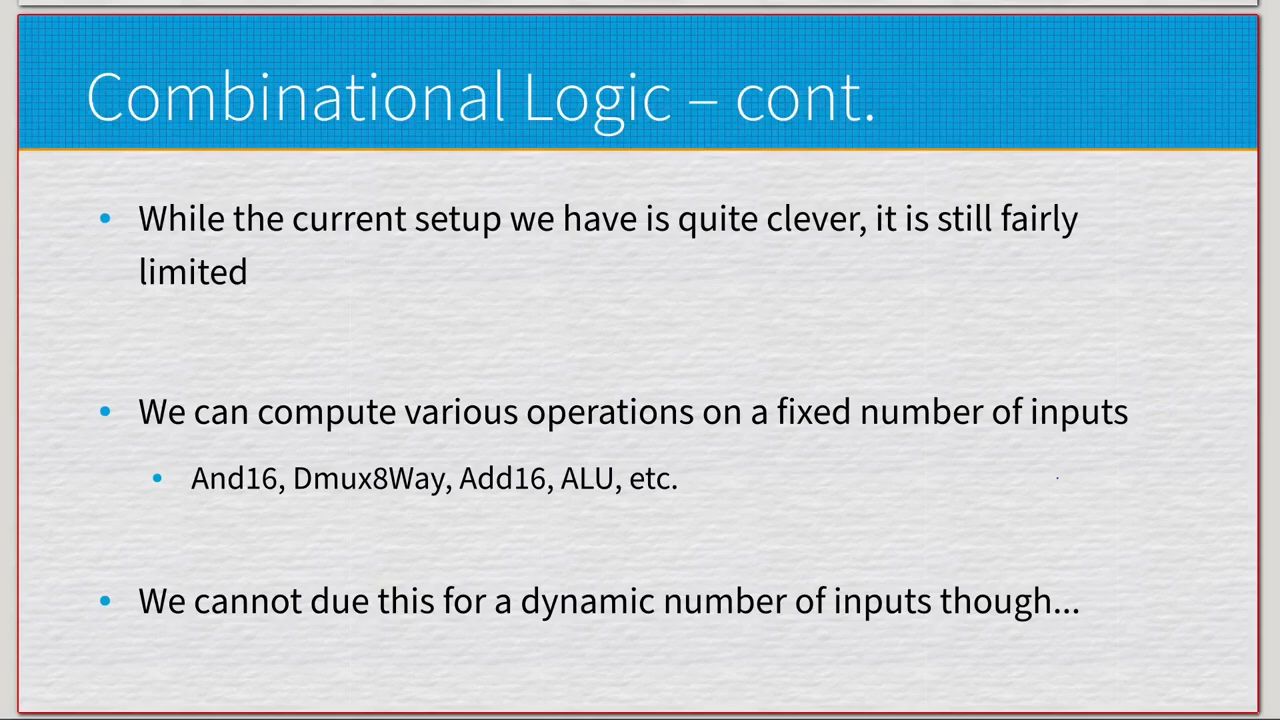 Combinational Logic – cont.
• While the current setup we have is quite clever, it is still fairly
limited
• We can compute various operations on a fixed number of inputs
• And16, Dmux8Way, Add16, ALU, etc.
• We cannot due this for a dynamic number of inputs though...